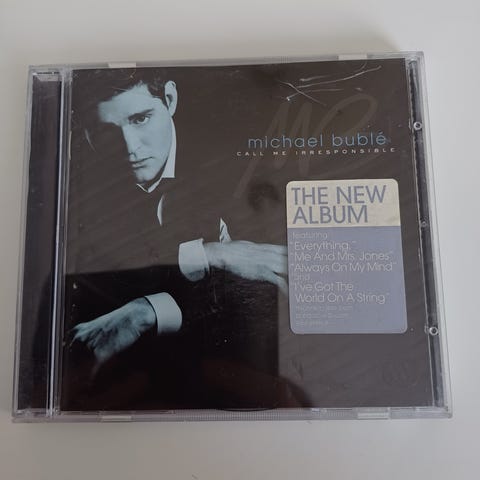 michael bublé
CALL ME IRRESPONSIBLE
THE NEW
ALBUM
featuring
"Everything,"
"Me And Mrs. Jones"
"Always On My Mind"
and
"I've Got The
World On A String"